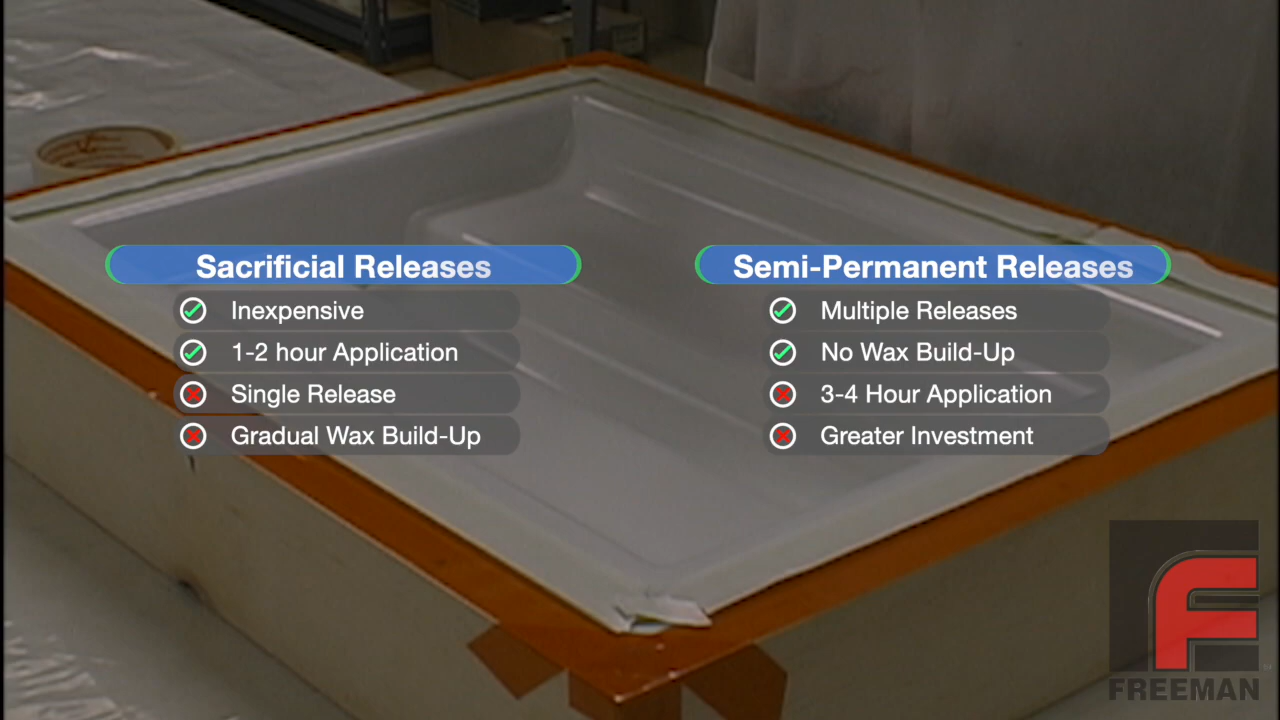 Sacrificial Releases
Inexpensive
1-2 hour Application
Single Release
Gradual Wax Build-Up
Semi-Permanent Releases
Multiple Releases
No Wax Build-Up
3-4 Hour Application
Greater Investment
F
FREEMAN